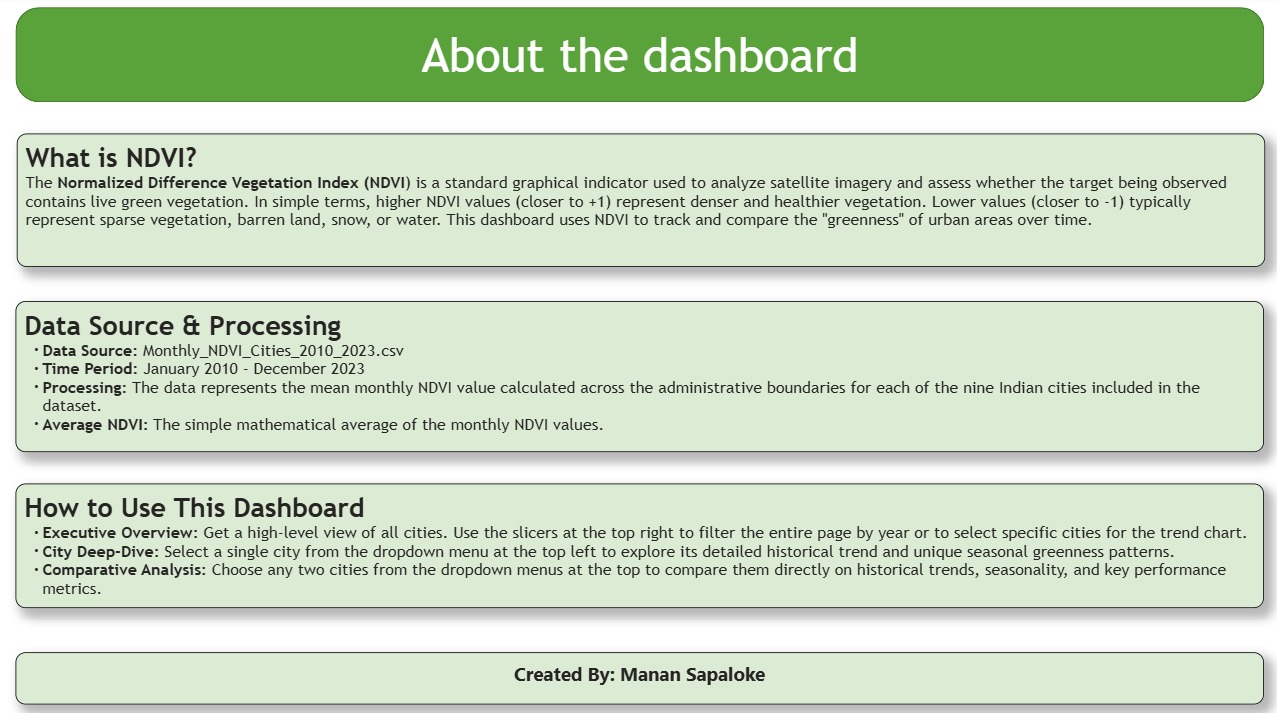 About the dashboard
What is NDVI?
The Normalized Difference Vegetation Index (NDVI) is a standard graphical indicator used to analyze satellite imagery and assess whether the target being observed
contains live green vegetation. In simple terms, higher NDVI values (closer to +1) represent denser and healthier vegetation. Lower values (closer to -1) typically
represent sparse vegetation, barren land, snow, or water. This dashboard uses NDVI to track and compare the "greenness" of urban areas over time.
Data Source & Processing
• Data Source: Monthly_NDVI_Cities_2010_2023.csv
• Time Period: January 2010 - December 2023
• Processing: The data represents the mean monthly NDVI value calculated across the administrative boundaries for each of the nine Indian cities included in the
dataset.
• Average NDVI: The simple mathematical average of the monthly NDVI values.
How to Use This Dashboard
• Executive Overview: Get a high-level view of all cities. Use the slicers at the top right to filter the entire page by year or to select specific cities for the trend chart.
• City Deep-Dive: Select a single city from the dropdown menu at the top left to explore its detailed historical trend and unique seasonal greenness patterns.
• Comparative Analysis: Choose any two cities from the dropdown menus at the top to compare them directly on historical trends, seasonality, and key performance
metrics.
Created By: Manan Sapaloke